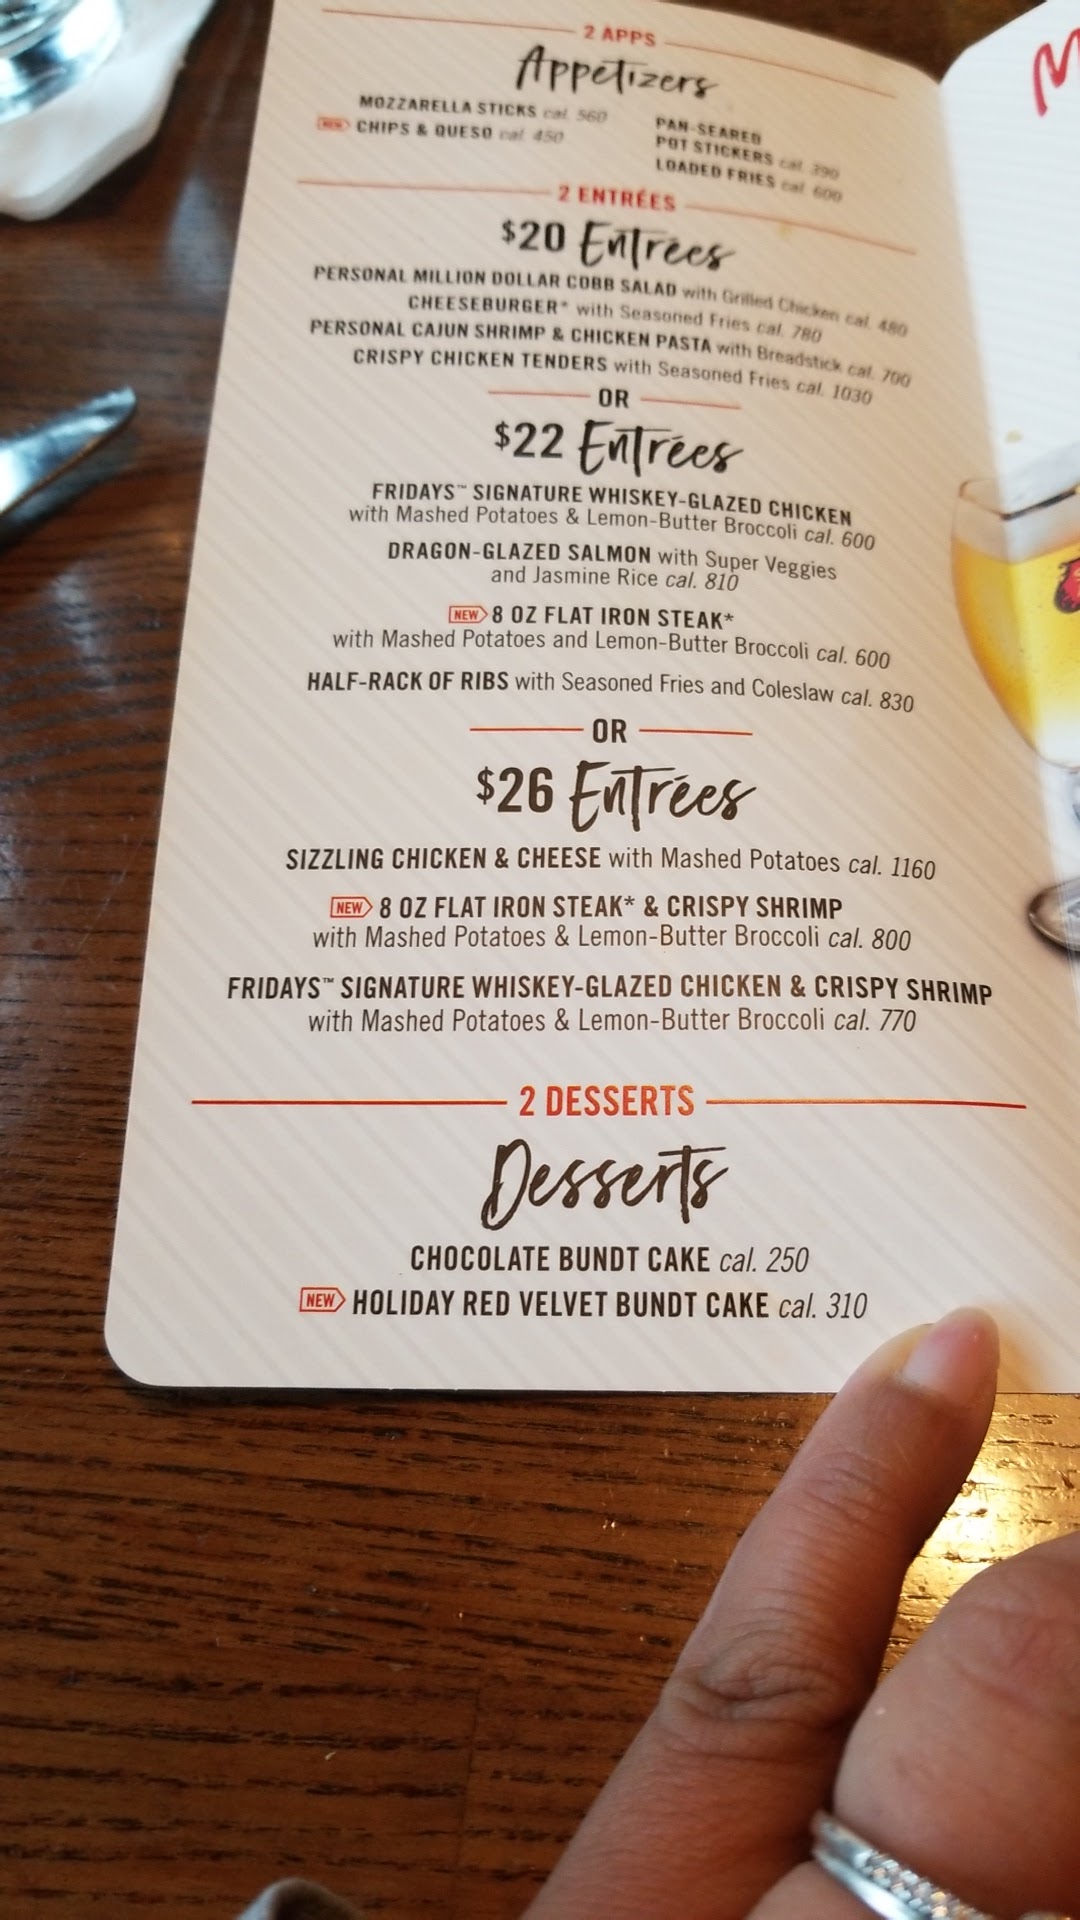 2 APPS
Appetizers
MOZZARELLA STICKS cal. 560
NEW CHIPS & QUESO cal. 450
PAN-SEARED
POT STICKERS cal. 390
LOADED FRIES cal. 600
2 ENTRÉES
$20 Entrées
PERSONAL MILLION DOLLAR COBB SALAD with Grilled Chicken cal. 480
CHEESEBURGER* with Seasoned Fries cal. 780
PERSONAL CAJUN SHRIMP & CHICKEN PASTA with Breadstick cal. 700
CRISPY CHICKEN TENDERS with Seasoned Fries cal. 1030
OR
$22 Entrées
FRIDAYS™ SIGNATURE WHISKEY-GLAZED CHICKEN
with Mashed Potatoes & Lemon-Butter Broccoli cal. 600
DRAGON-GLAZED SALMON with Super Veggies
and Jasmine Rice cal. 810
NEW 8 OZ FLAT IRON STEAK*
with Mashed Potatoes and Lemon-Butter Broccoli cal. 600
HALF-RACK OF RIBS with Seasoned Fries and Coleslaw cal. 830
OR
$26 Entrées
SIZZLING CHICKEN & CHEESE with Mashed Potatoes cal. 1160
NEW 8 OZ FLAT IRON STEAK* & CRISPY SHRIMP
with Mashed Potatoes & Lemon-Butter Broccoli cal. 800
FRIDAYS™ SIGNATURE WHISKEY-GLAZED CHICKEN & CRISPY SHRIMP
with Mashed Potatoes & Lemon-Butter Broccoli cal. 770
2 DESSERTS
Desserts
CHOCOLATE BUNDT CAKE cal. 250
NEW HOLIDAY RED VELVET BUNDT CAKE cal. 310